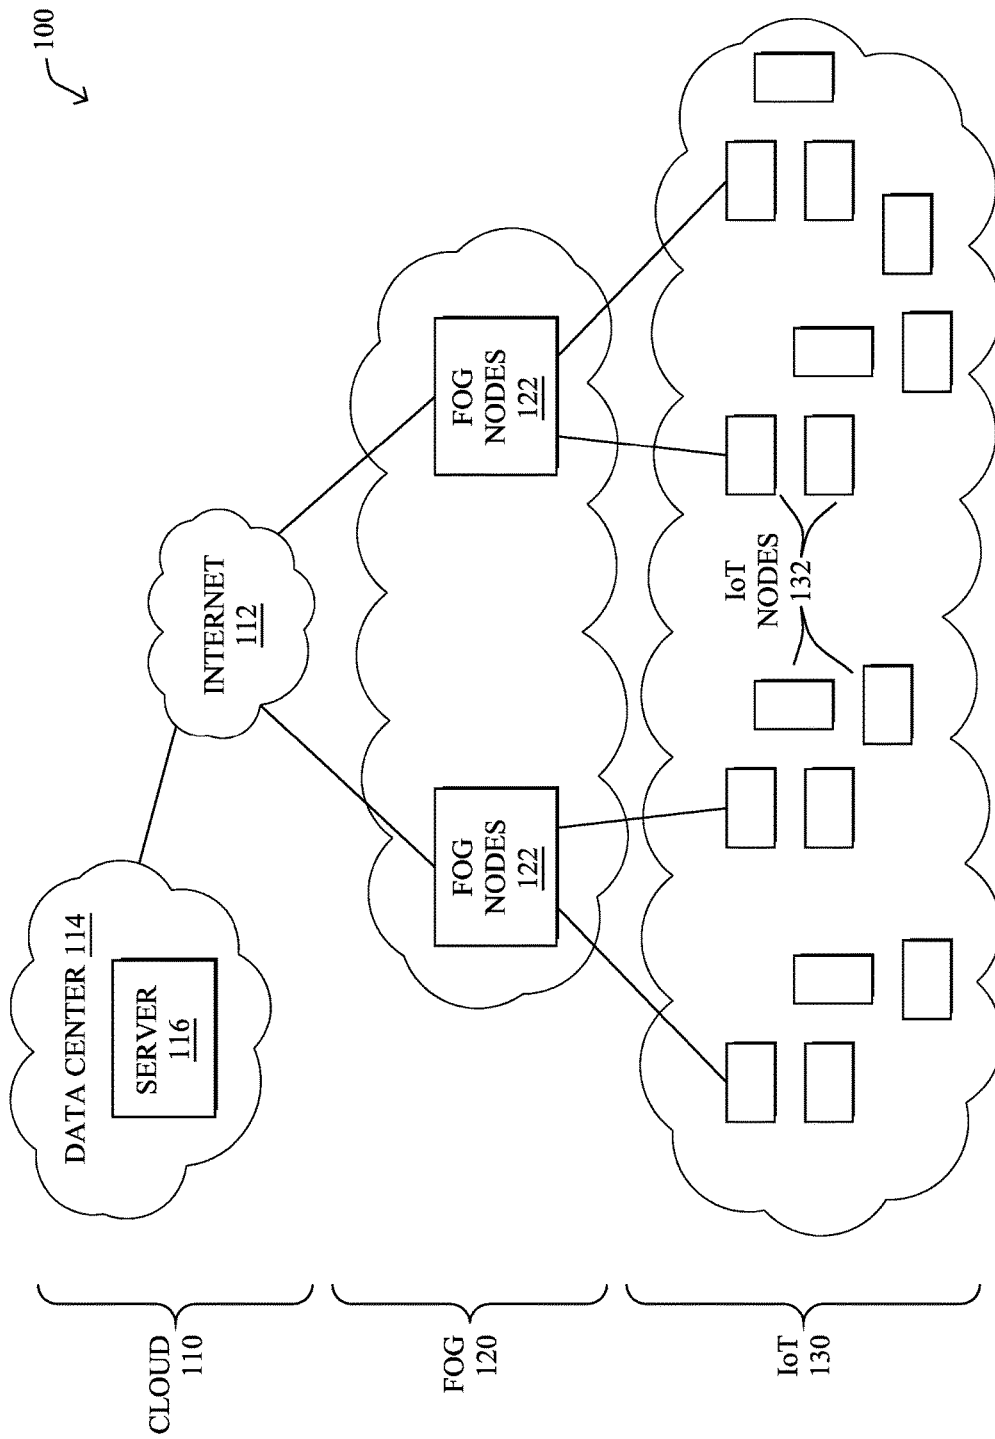 100
CLOUD
110
DATA CENTER 114
SERVER
116
INTERNET
112
FOG
120
FOG
NODES
122
FOG
NODES
122
IoT
130
IoT
NODES
132